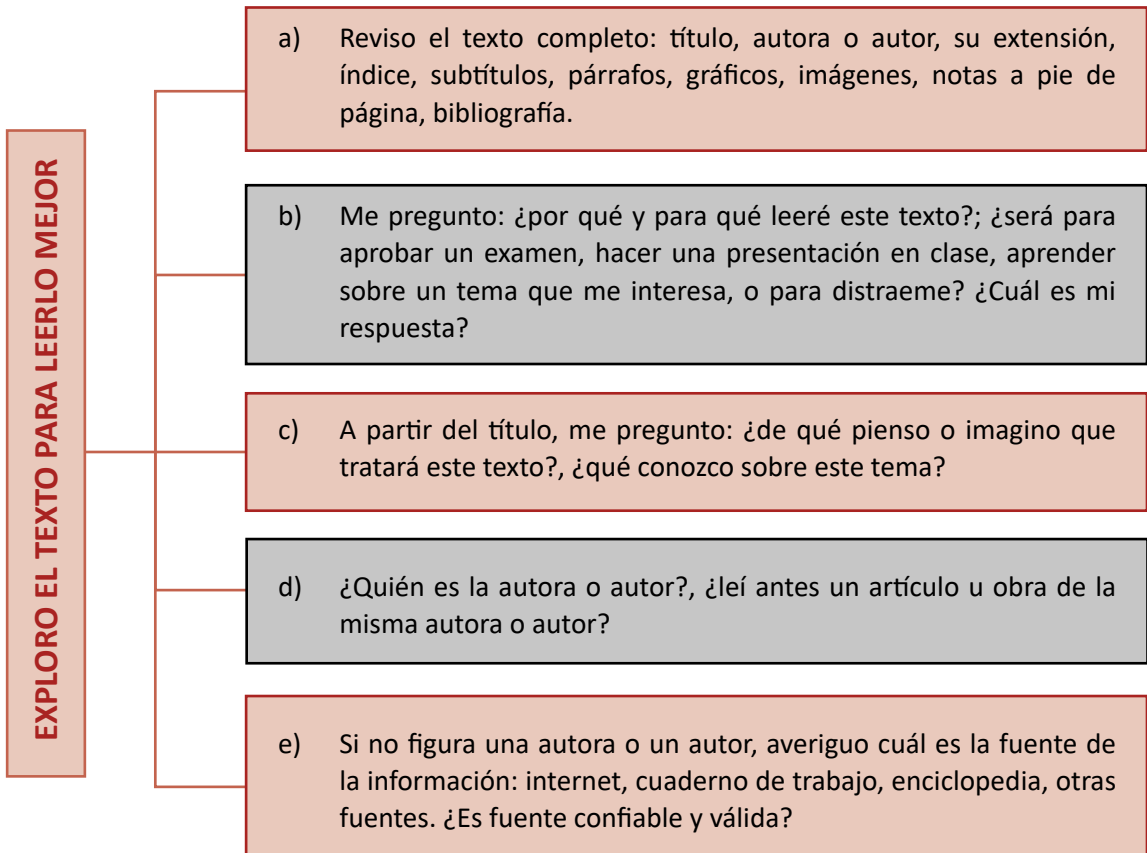 EXPLORO EL TEXTO PARA LEERLO MEJOR
a) Reviso el texto completo: título, autora o autor, su extensión,
índice, subtítulos, párrafos, gráficos, imágenes, notas a pie de
página, bibliografía.
b) Me pregunto: ¿por qué y para qué leeré este texto?; ¿será para
aprobar un examen, hacer una presentación en clase, aprender
sobre un tema que me interesa, o para distraeme? ¿Cuál es mi
respuesta?
c) A partir del título, me pregunto: ¿de qué pienso o imagino que
tratará este texto?, ¿qué conozco sobre este tema?
d) ¿Quién es la autora o autor?, ¿leí antes un artículo u obra de la
misma autora o autor?
e) Si no figura una autora o un autor, averiguo cuál es la fuente de
la información: internet, cuaderno de trabajo, enciclopedia, otras
fuentes. ¿Es fuente confiable y válida?